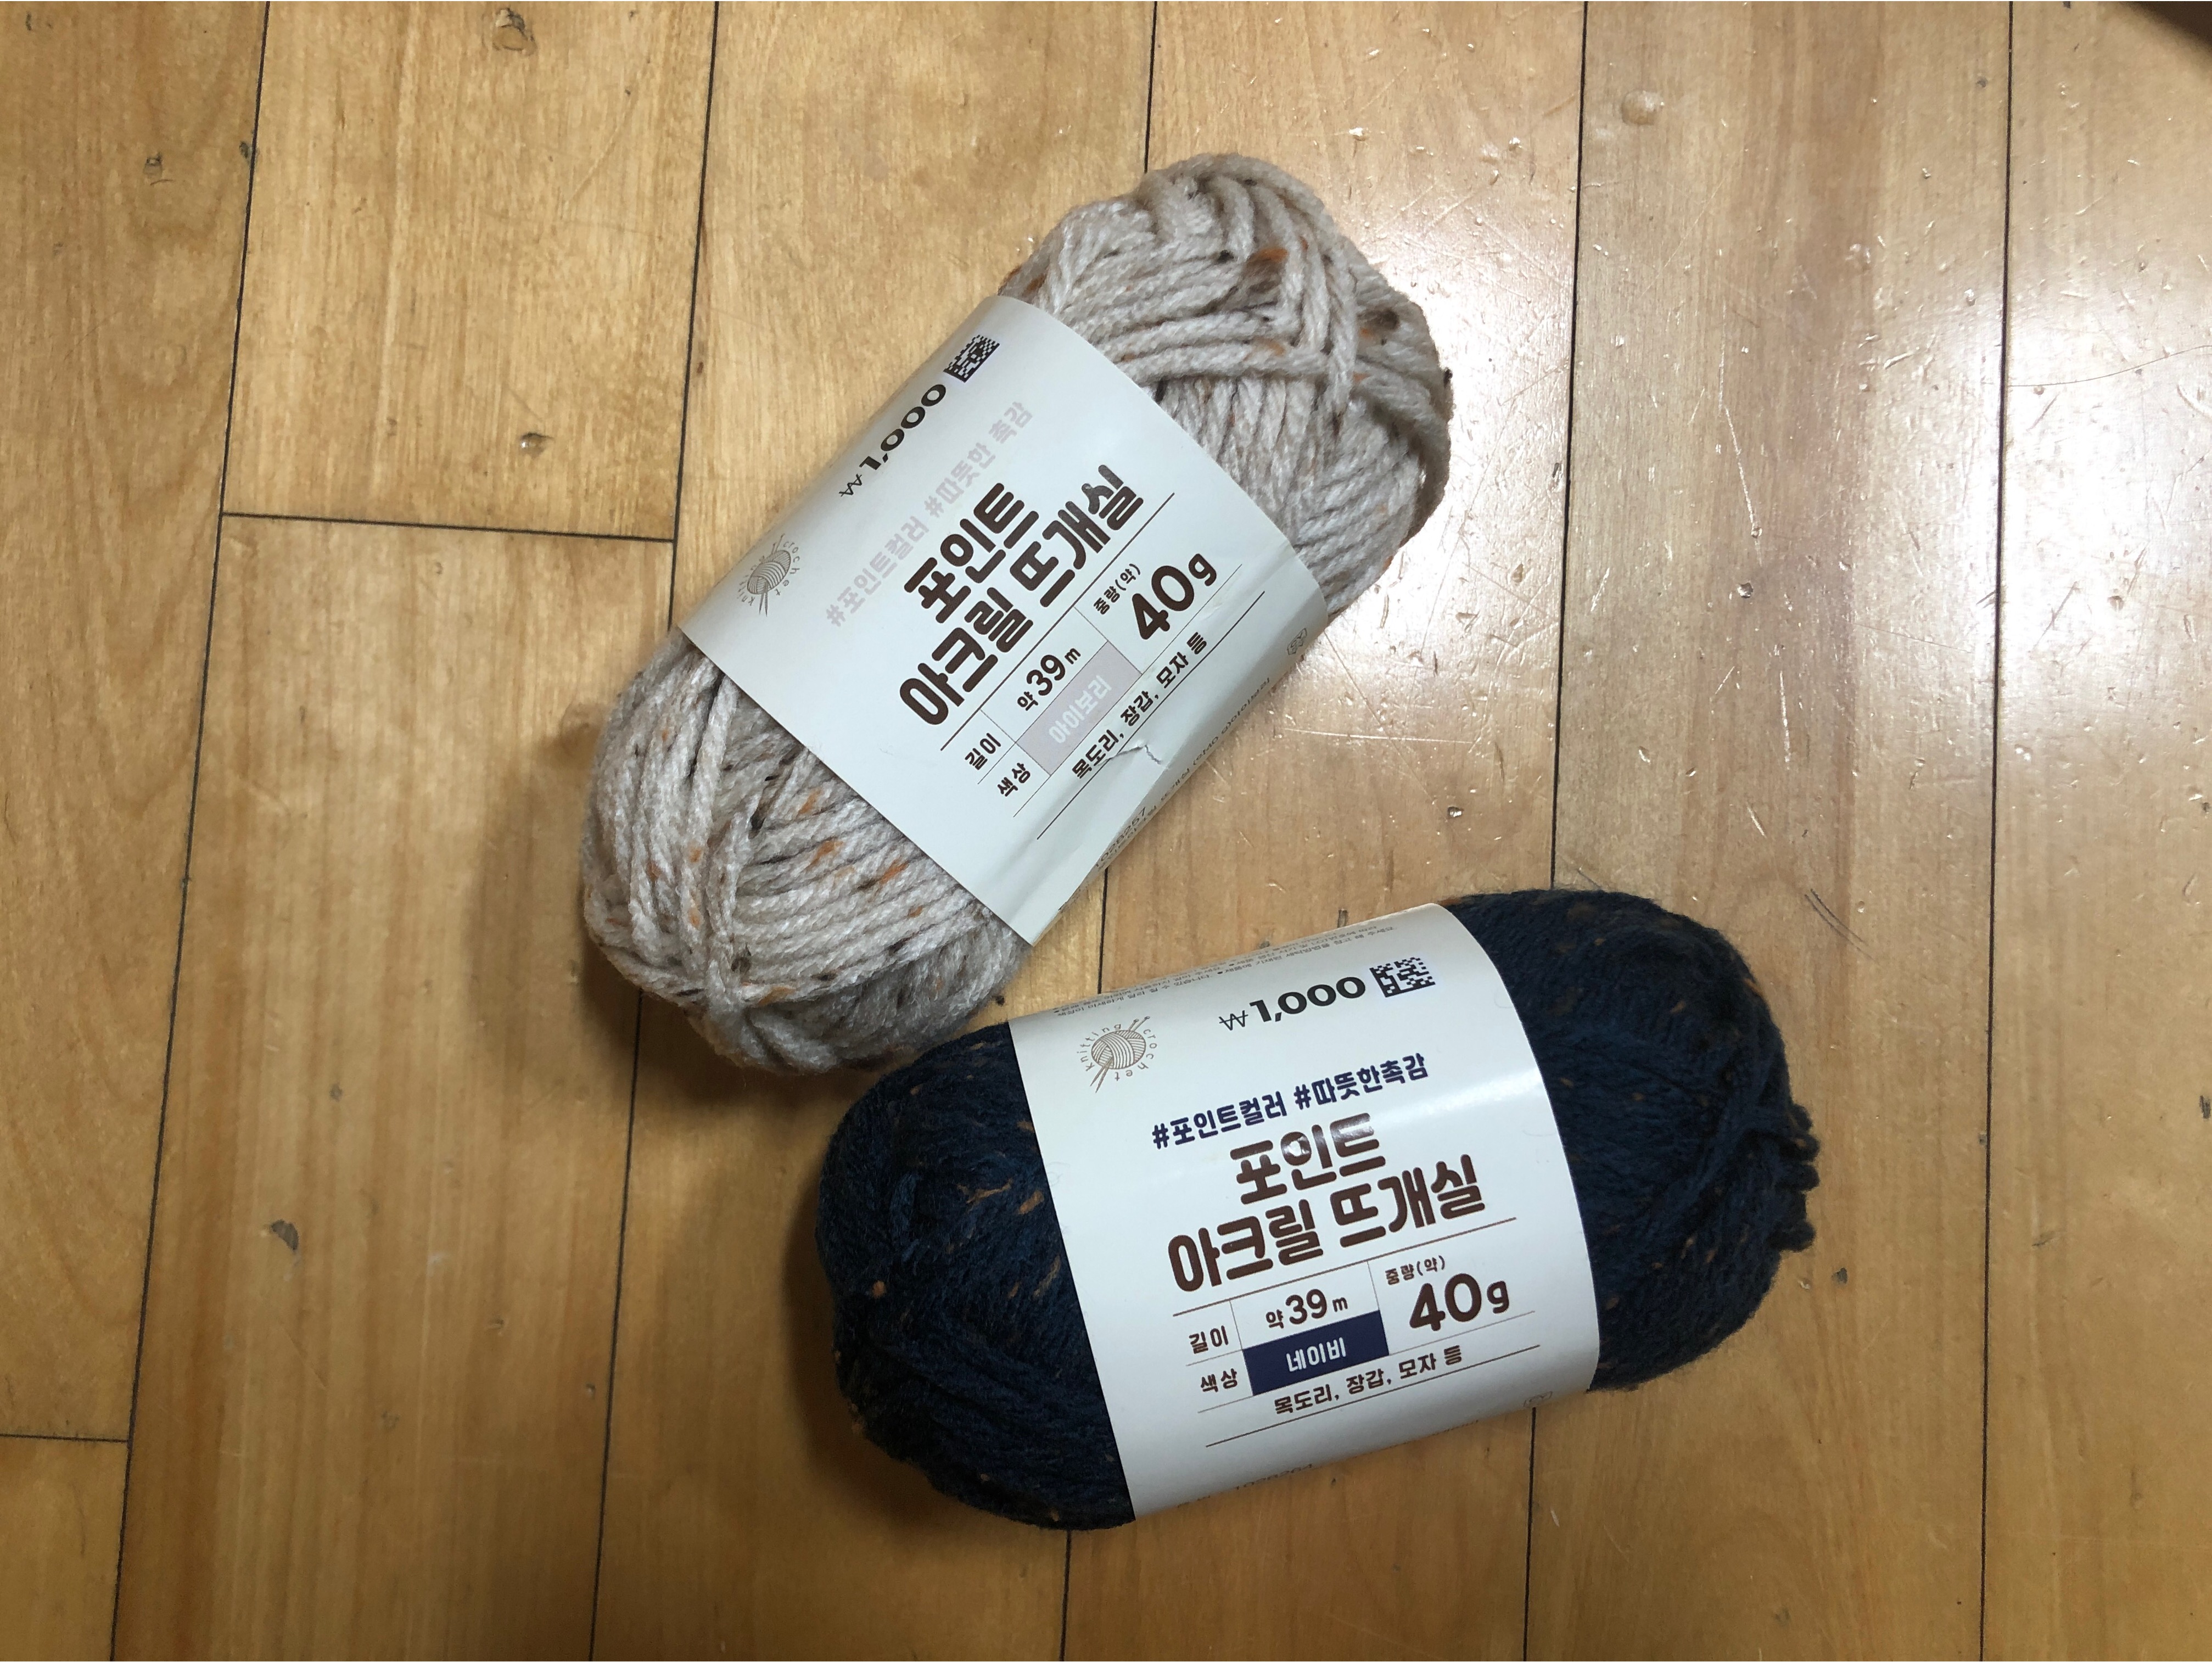 ₩1,000
knitting crochet
#포인트컬러 #따뜻한 촉감
포인트
아크릴 뜨개실
길이 약 39 m
색상 아이보리
중량(약)
40g
목도리, 장갑, 모자 등
₩1,000
knitting crochet
#포인트컬러 #따뜻한촉감
포인트
아크릴 뜨개실
길이 약 39 m
색상 네이비
중량(약)
40g
목도리, 장갑, 모자 등